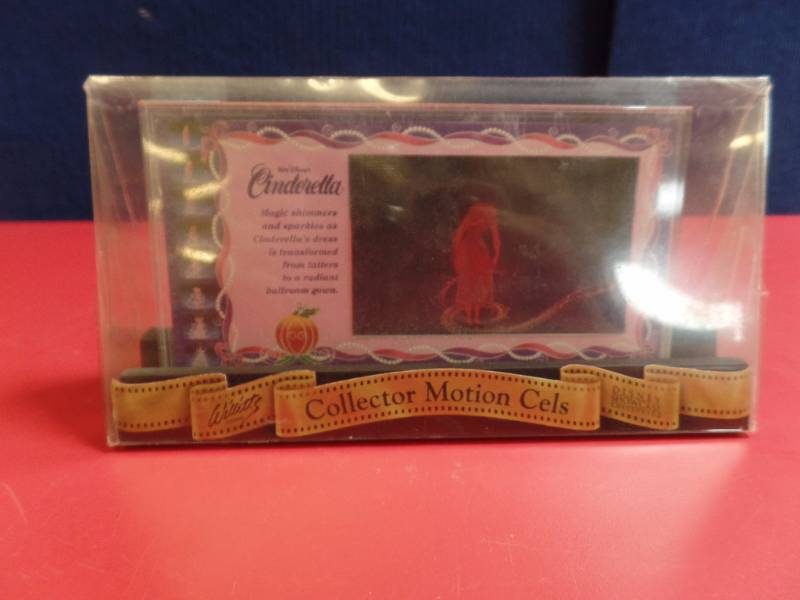 Walt Disney's
Cinderella
Magic shimmers
and sparkles as
Cinderella's dress
is transformed
from tatters
to a radiant
ballroom gown.
Willitts
Collector Motion Cels
DISNEY